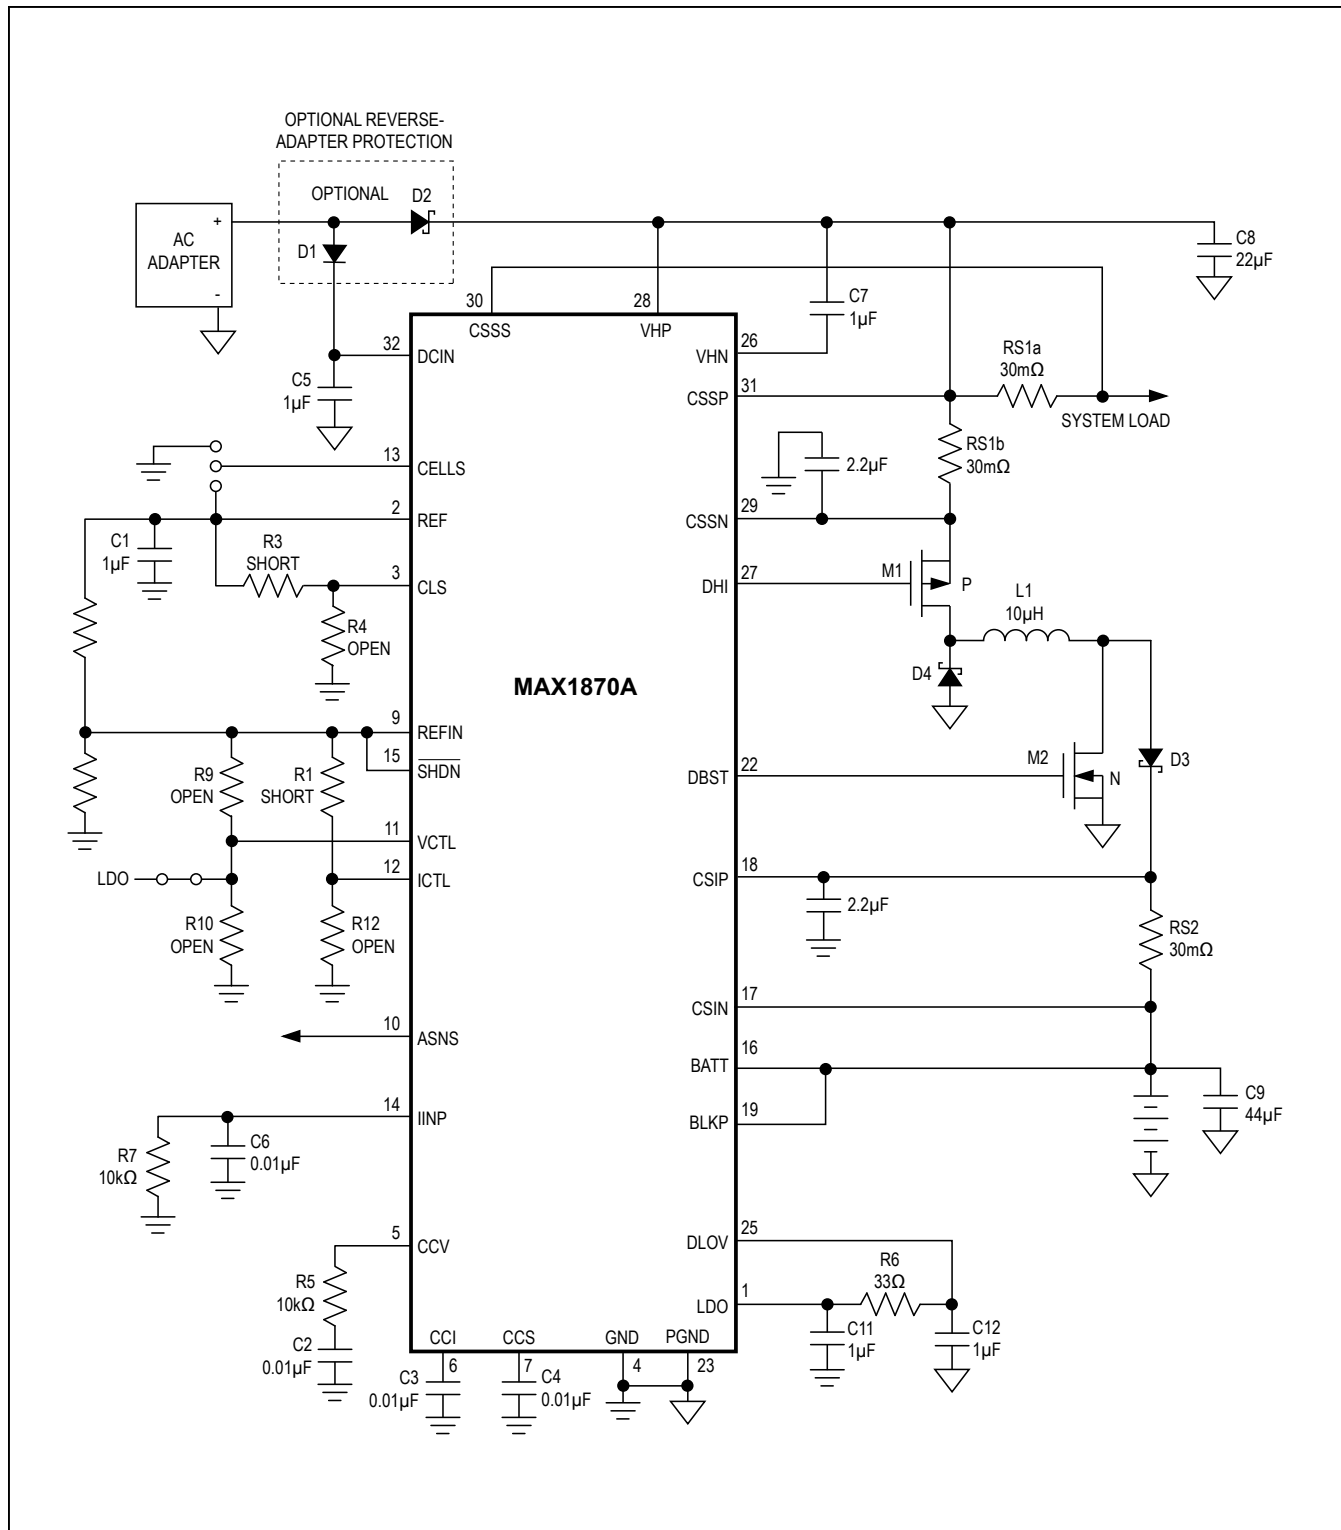 OPTIONAL REVERSE-
ADAPTER PROTECTION
OPTIONAL
D2
+
AC
ADAPTER
-
D1
C8
22µF
30
CSSS
28
VHP
C7
1µF
32
DCIN
26
VHN
RS1a
30mΩ
C5
1µF
31
CSSP
SYSTEM LOAD
RS1b
30mΩ
13
CELLS
2.2µF
2
REF
29
CSSN
C1
1µF
R3
SHORT
3
CLS
27
DHI
M1
P
L1
10µH
R4
OPEN
D4
MAX1870A
9
REFIN
15
SHDN
R9
OPEN
R1
SHORT
22
DBST
M2
N
D3
11
VCTL
LDO
12
ICTL
18
CSIP
2.2µF
R10
OPEN
R12
OPEN
RS2
30mΩ
17
CSIN
10
ASNS
16
BATT
C9
44µF
14
IINP
19
BLKP
R7
10kΩ
C6
0.01µF
5
CCV
25
DLOV
R5
10kΩ
R6
33Ω
1
LDO
C2
0.01µF
C11
1µF
C12
1µF
CCI
CCS
GND
PGND
6
7
4
23
C3
0.01µF
C4
0.01µF